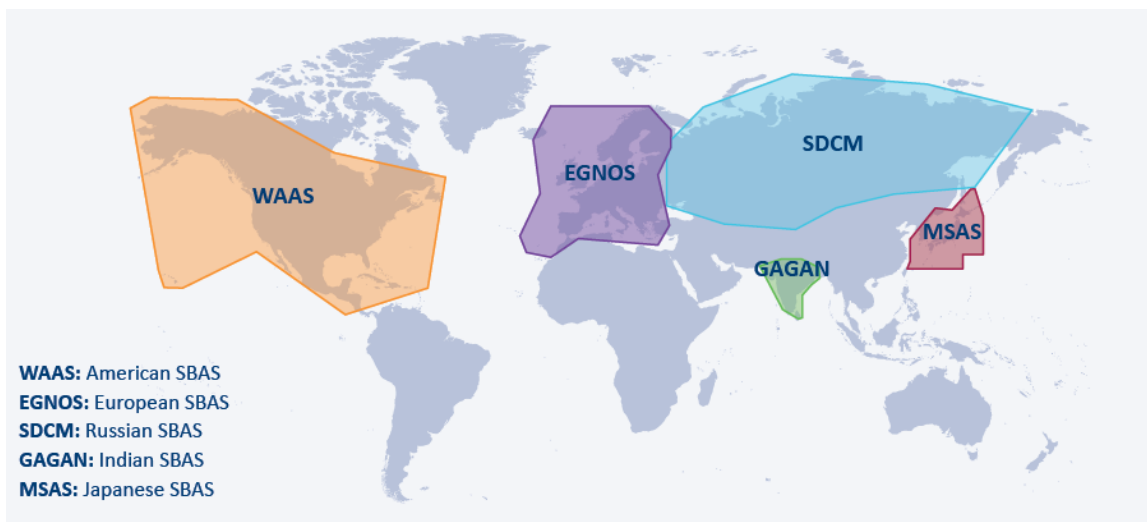 WAAS
EGNOS
SDCM
MSAS
GAGAN
WAAS: American SBAS
EGNOS: European SBAS
SDCM: Russian SBAS
GAGAN: Indian SBAS
MSAS: Japanese SBAS